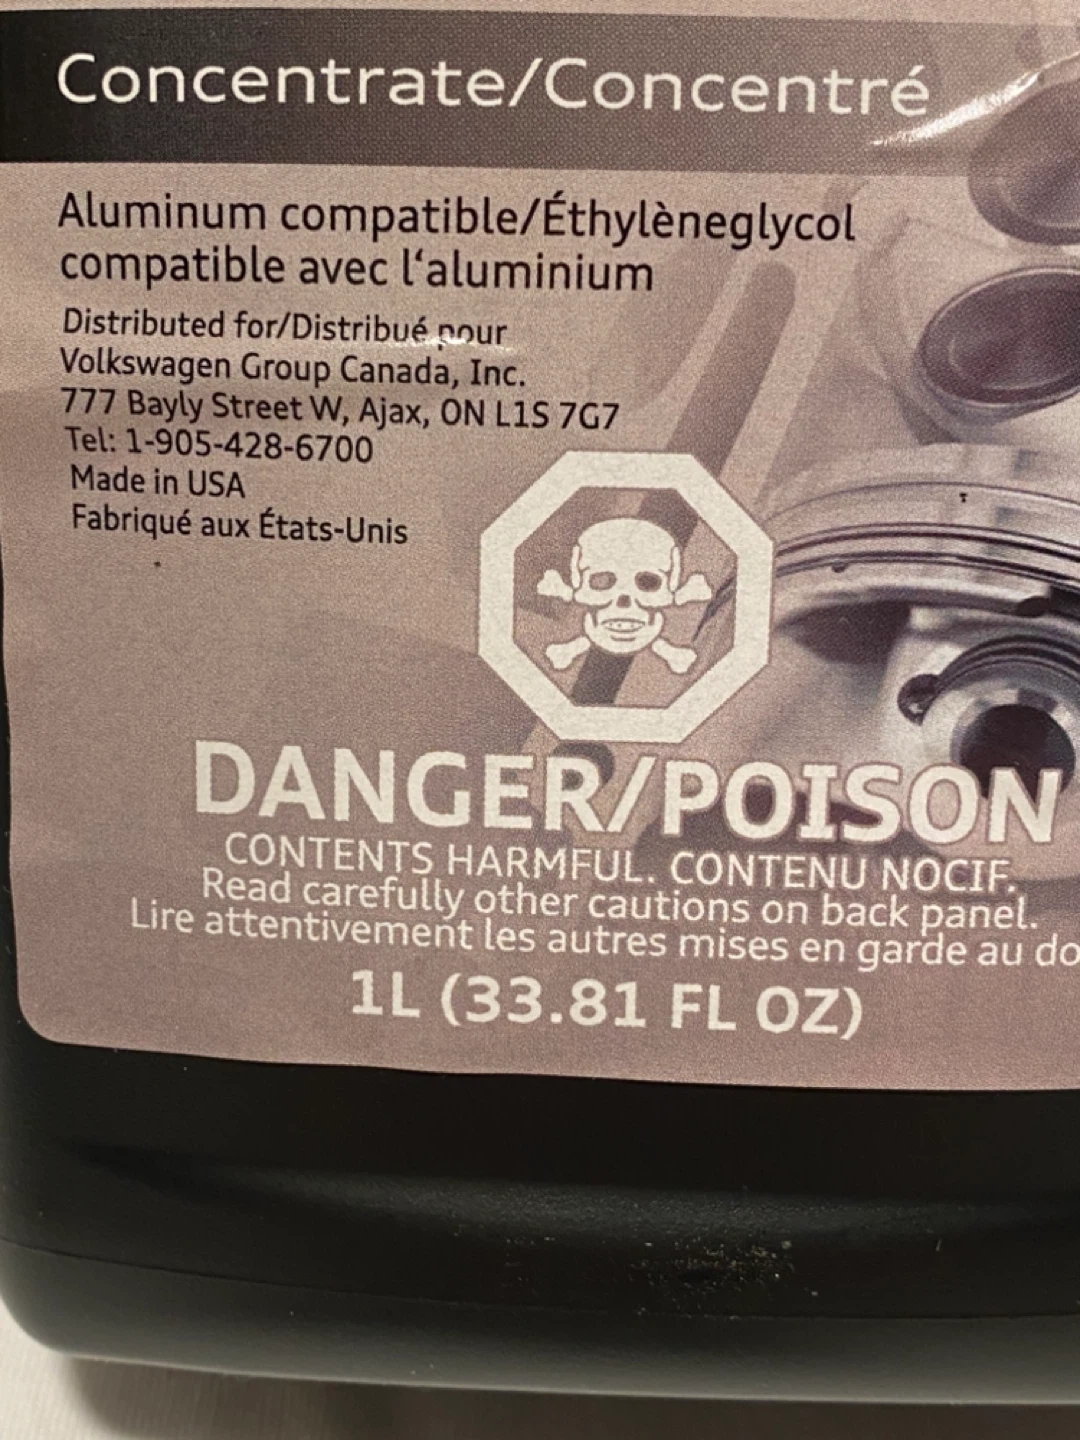 Concentrate/Concentré
Aluminum compatible/Éthylèneglycol
compatible avec l‘aluminium
Distributed for/Distribué pour
Volkswagen Group Canada, Inc.
777 Bayly Street W, Ajax, ON L1S 7G7
Tel: 1-905-428-6700
Made in USA
Fabriqué aux États-Unis
DANGER/POISON
CONTENTS HARMFUL. CONTENU NOCIF.
Read carefully other cautions on back panel.
Lire attentivement les autres mises en garde au
1L (33.81 FL OZ)